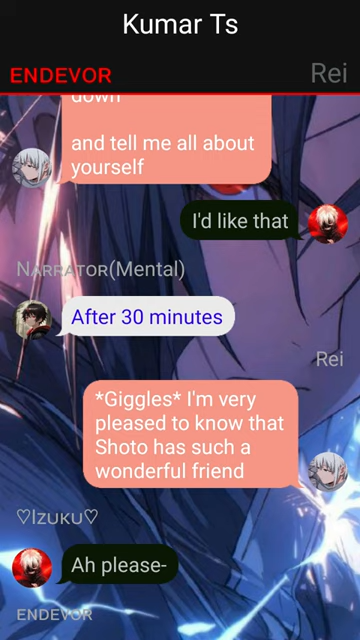 Kumar Ts
ENDEVOR
Rei
down
and tell me all about
yourself
I'd like that
Narrator(Mental)
After 30 minutes
Rei
*Giggles* I'm very
pleased to know that
Shoto has such a
wonderful friend
♡Izuku♡
Ah please-
ENDEVOR